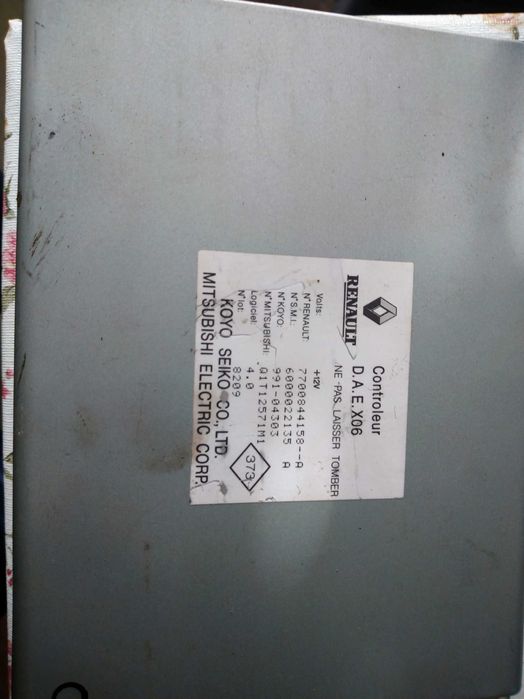 Controleur
RENAULT D.A.E.X06
NE PAS LAISSER TOMBER
Volts: +12V
N°RENAULT: 7700844158--A
N°S.M.I.: 6000022135 A
N°KOYO: 991-04303
N°MITSUBISHI: Q1T12571M1
Logiciel: 4.0
N°lot: 8209
373
KOYO SEIKO CO., LTD.
MITSUBISHI ELECTRIC CORP.